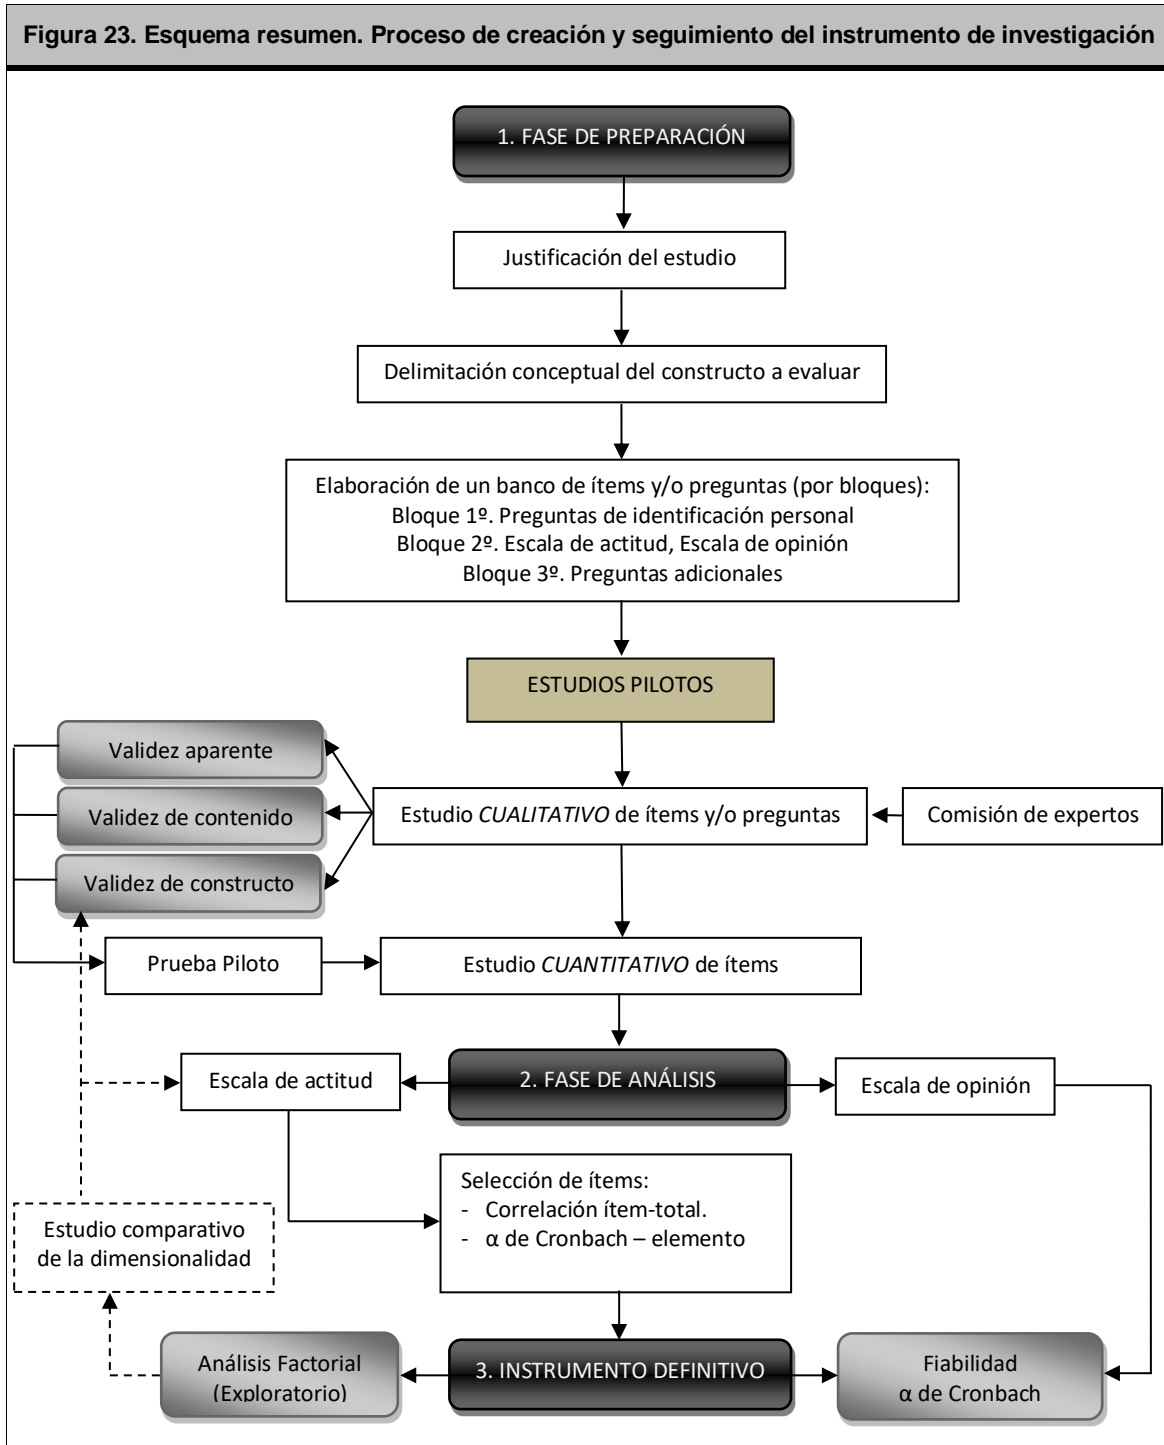 Figura 23. Esquema resumen. Proceso de creación y seguimiento del instrumento de investigación
1. FASE DE PREPARACIÓN
Justificación del estudio
Delimitación conceptual del constructo a evaluar
Elaboración de un banco de ítems y/o preguntas (por bloques):
Bloque 1º. Preguntas de identificación personal
Bloque 2º. Escala de actitud, Escala de opinión
Bloque 3º. Preguntas adicionales
ESTUDIOS PILOTOS
Validez aparente
Validez de contenido
Estudio CUALITATIVO de ítems y/o preguntas
Comisión de expertos
Validez de constructo
Prueba Piloto
Estudio CUANTITATIVO de ítems
Escala de actitud
2. FASE DE ANÁLISIS
Escala de opinión
Selección de ítems:
- Correlación ítem-total.
- α de Cronbach – elemento
Estudio comparativo
de la dimensionalidad
Análisis Factorial
(Exploratorio)
3. INSTRUMENTO DEFINITIVO
Fiabilidad
α de Cronbach